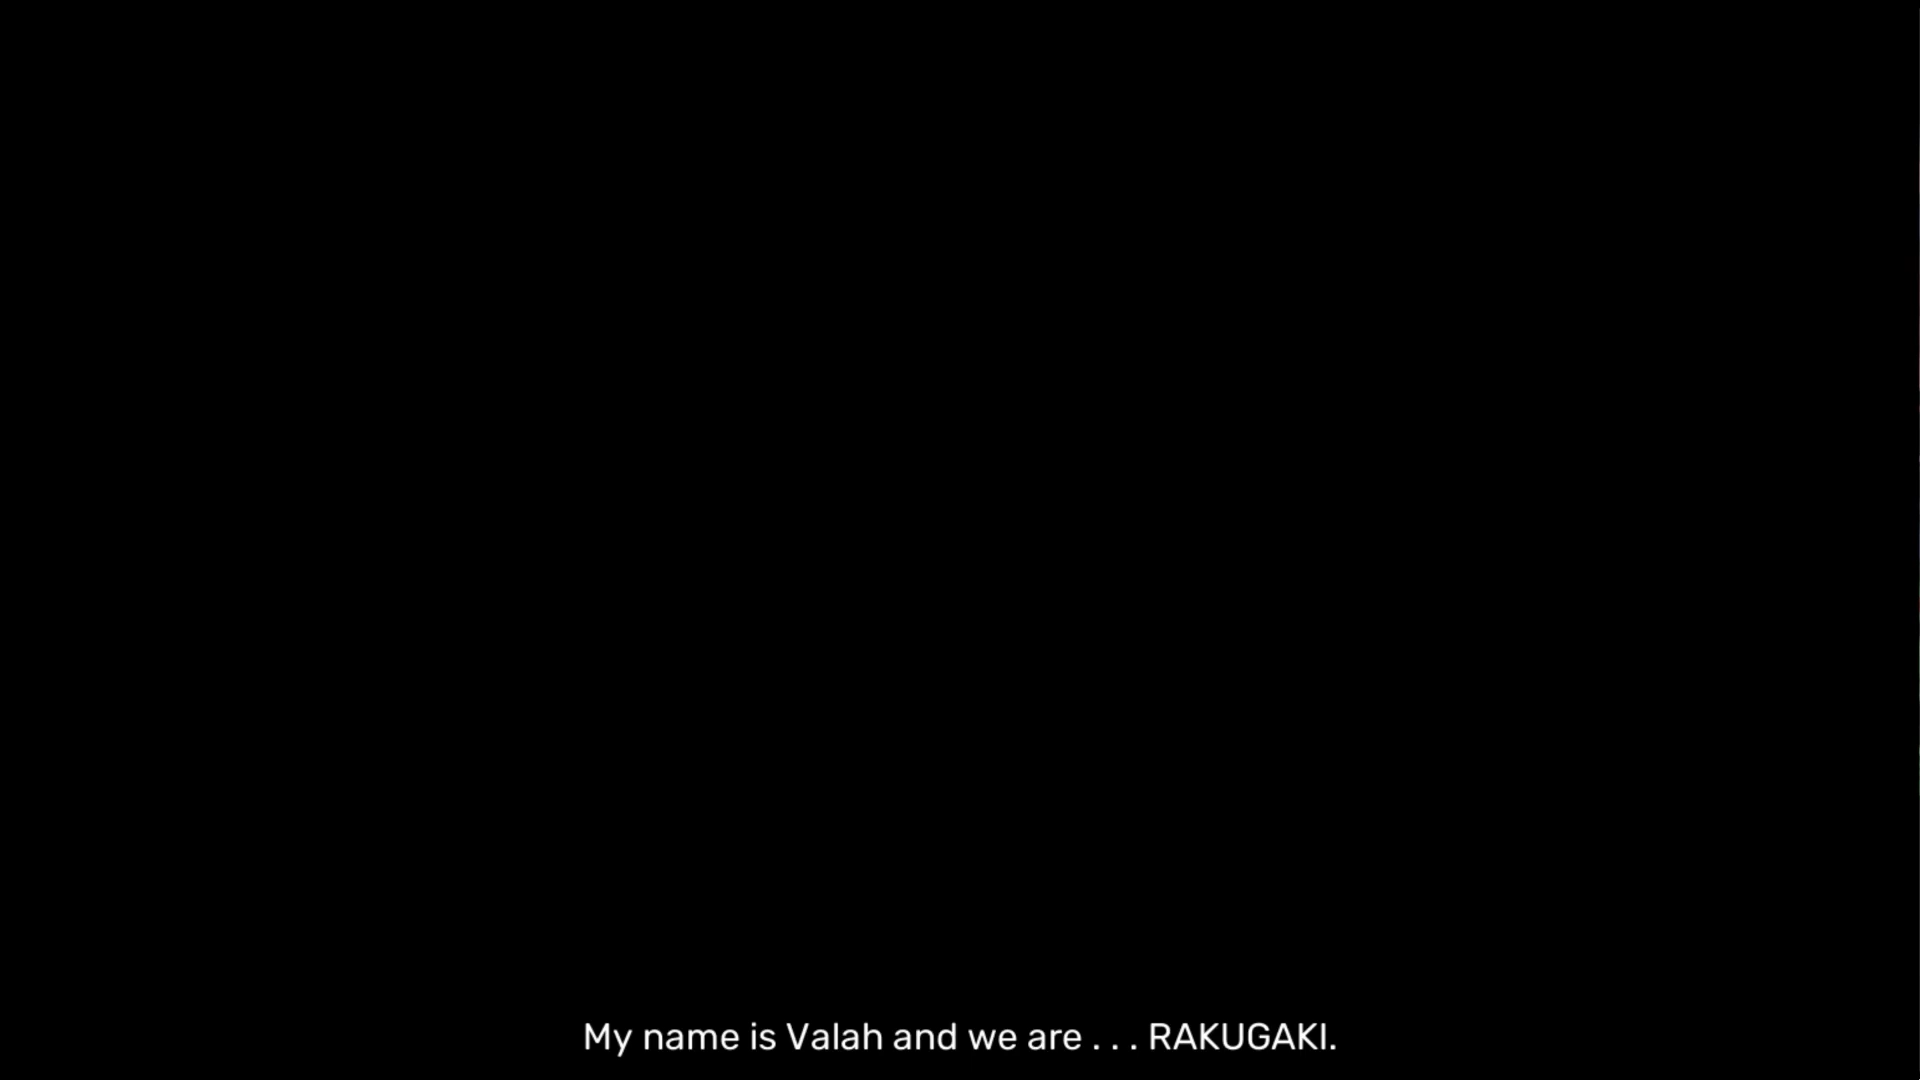 My name is Valah and we are . . . RAKUGAKI.